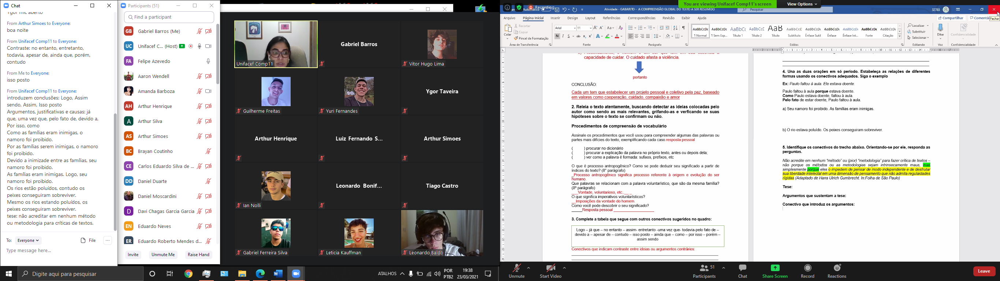 Chat
Ygor mic aberto
From Arthur Simoes to Everyone:
boa noite
From Unifacef Comp11 to Everyone:
Contraste: no entanto, entretanto,
todavia, apesar de, ainda que, porém,
contudo
From Me to Everyone:
isso posto
From Unifacef Comp11 to Everyone:
introduzem conclusões: Logo, Assim
sendo, Assim, Isso posto
Argumentos, justificativas e causas: já
que, uma vez que, pelo fato de, devido a,
Por isso, como
Como as famílias eram inimigas, o
namoro foi proibido.
Por as famílias serem inimigas, o namoro
foi proibido.
Devido a inimizade entre as famílias, seu
namoro foi proibido.
As famílias eram inimigas. Logo, seu
namoro foi proibido.
Os rios estão poluídos, contudo os
peixes conseguiram sobreviver.
Mesmo os rios estando poluídos, os
peixes conseguiram sobreviver.
tese: não acreditar em nenhum método
ou metodologia para críticas de textos.
To: Everyone
File
Type message here...
Participants (51)
Find a participant
GB Gabriel Barros (Me)
UC Unifacef C... (Host)
FA Felipe Azevedo
Aaron Wendell
Amanda Barboza
AH Arthur Henrique
A Arthur Silva
AS Arthur Simoes
BC Brayan Coutinho
CE Carlos Eduardo Silva de ...
DD Daniel Duarte
Daniel Moscardini
D Davi Chagas Garcia Garcia
EN Eduardo Neves
ER Eduardo Roberto Mendes d...
Invite
Unmute Me
Raise Hand
Unifacef Comp11
Gabriel Barros
Vitor Hugo Lima
Guilherme Freitas
Yuri Fernandes
Ygor Taveira
Arthur Henrique
Luiz Fernando S...
Arthur Simoes
Ian Nolli
Leonardo Bonif...
Tiago Castro
Gabriel Ferreira Silva
Leticia Kauffman
Leonardo Baldo
Digite aqui para pesquisar
ATALHOS
POR
PTB2
19:38
23/03/2021
Recording
You are viewing Unifacef Comp11's screen
View Options
Atividade - GABARITO - A COMPREENSÃO GLOBAL DO TEXTO A SER RESUMIDO
Pesquisar
32783
Fechar
Arquivo Página Inicial Inserir Design Layout Referências Correspondências Revisão Exibir Ajuda
Compartilhar
Colar
Recortar
Copiar
Pincel de Formatação
Área de Transferência
Arial 11
Fonte
Parágrafo
¶ Normal
¶ Sem Esp...
Título 1
Título 2
Título
Subtítulo
Ênfase Sutil
Ênfase
Ênfase Int...
Forte
Citação
Estilos
Localizar
Substituir
Selecionar
Editando
Ditar
Voz
Confidencialidade
Confidencialidade
capacidade de cuidar. O cuidado afasta a violência.
portanto
CONCLUSÃO:
Cada um tem que estabelecer um projeto pessoal e coletivo pela paz, baseado
em valores como cooperação, cuidado, compaixão e amor
2. Releia o texto atentamente, buscando detectar as ideias colocadas pelo
autor como sendo as mais relevantes, grifando-as e verficando se suas
hipóteses sobre o texto se confirmam ou não.
Procedimentos de compreensão de vocabulário
Assinale os procedimentos que você usou para compreender algumas das palavras ou
partes mais difíceis do texto, exemplificando cada caso.resposta pessoal
( ) procurar no dicionário
( ) procurar a explicação da palavra no próprio texto, antes ou depois dela;
( ) ver como a palavra é formada: sufixos, prefixos, etc
O que é processo antropogênico? Como se pode deduzir seu significado a partir de
índices do texto? (8° parágrafo)
_Processo antropogênico significa processo referente à origem e evolução do ser
humano.
Que palavras se relacionam com a palavra voluntarístico, que são da mesma família?
(8º parágrafo)
___Vontade, voluntarioso, etc..__ _
O que significa imperativos voluntarísticos?
__Imposições da vontade do homem.
Como você pode descobrir o seu significado?
_____Resposta pessoal ___________________
3. Complete a tabela que segue com outros conectivos sugeridos no quadro:
Logo – já que – no entanto – assim- entretanto -uma vez que- todavia-pelo fato de –
devido a – apesar de – contudo – isso posto – ainda que – como – por isso – porém –
assim sendo
Conectivos que indicam contraste entre ideias ou argumentos contrários:
4. Una as duas orações em só período. Estabeleça as relações de diferentes
formas usando os conectivos adequados. Siga o exemplo
Ex: Paulo faltou à aula. Ele estava doente.
Paulo faltou à aula porque estava doente.
Como Paulo estava doente, faltou à aula.
Pelo fato de estar doente, Paulo faltou à aula.
a) Seu namoro foi proibido. As famílias eram inimigas.
b) O rio estava poluído. Os peixes conseguiram sobreviver.
5. Identifique os conectivos do trecho abaixo. Orientando-se por ele, responda as
perguntas.
Não acredite em nenhum "método" ou (pior) "metodologia" para fazer crítica de textos –
não porque os métodos ou as metodologias sejam intrinsecamente maus, mas
simplesmente porque eles o impedem de pensar de modo independente e de desfrutar
sua liberdade intelectual em uma dimensão de pensamento que não admita regulaidades
rígidas (Adaptado de Hans Ulrich Gumbrecht. In:Folha de São Paulo)
Tese:
Argumentos que sustentam a tese:
Conectivo que introduz os argumentos:
Unmute
Start Video
Participants 51
Chat
Share Screen
Record
Reactions
Leave